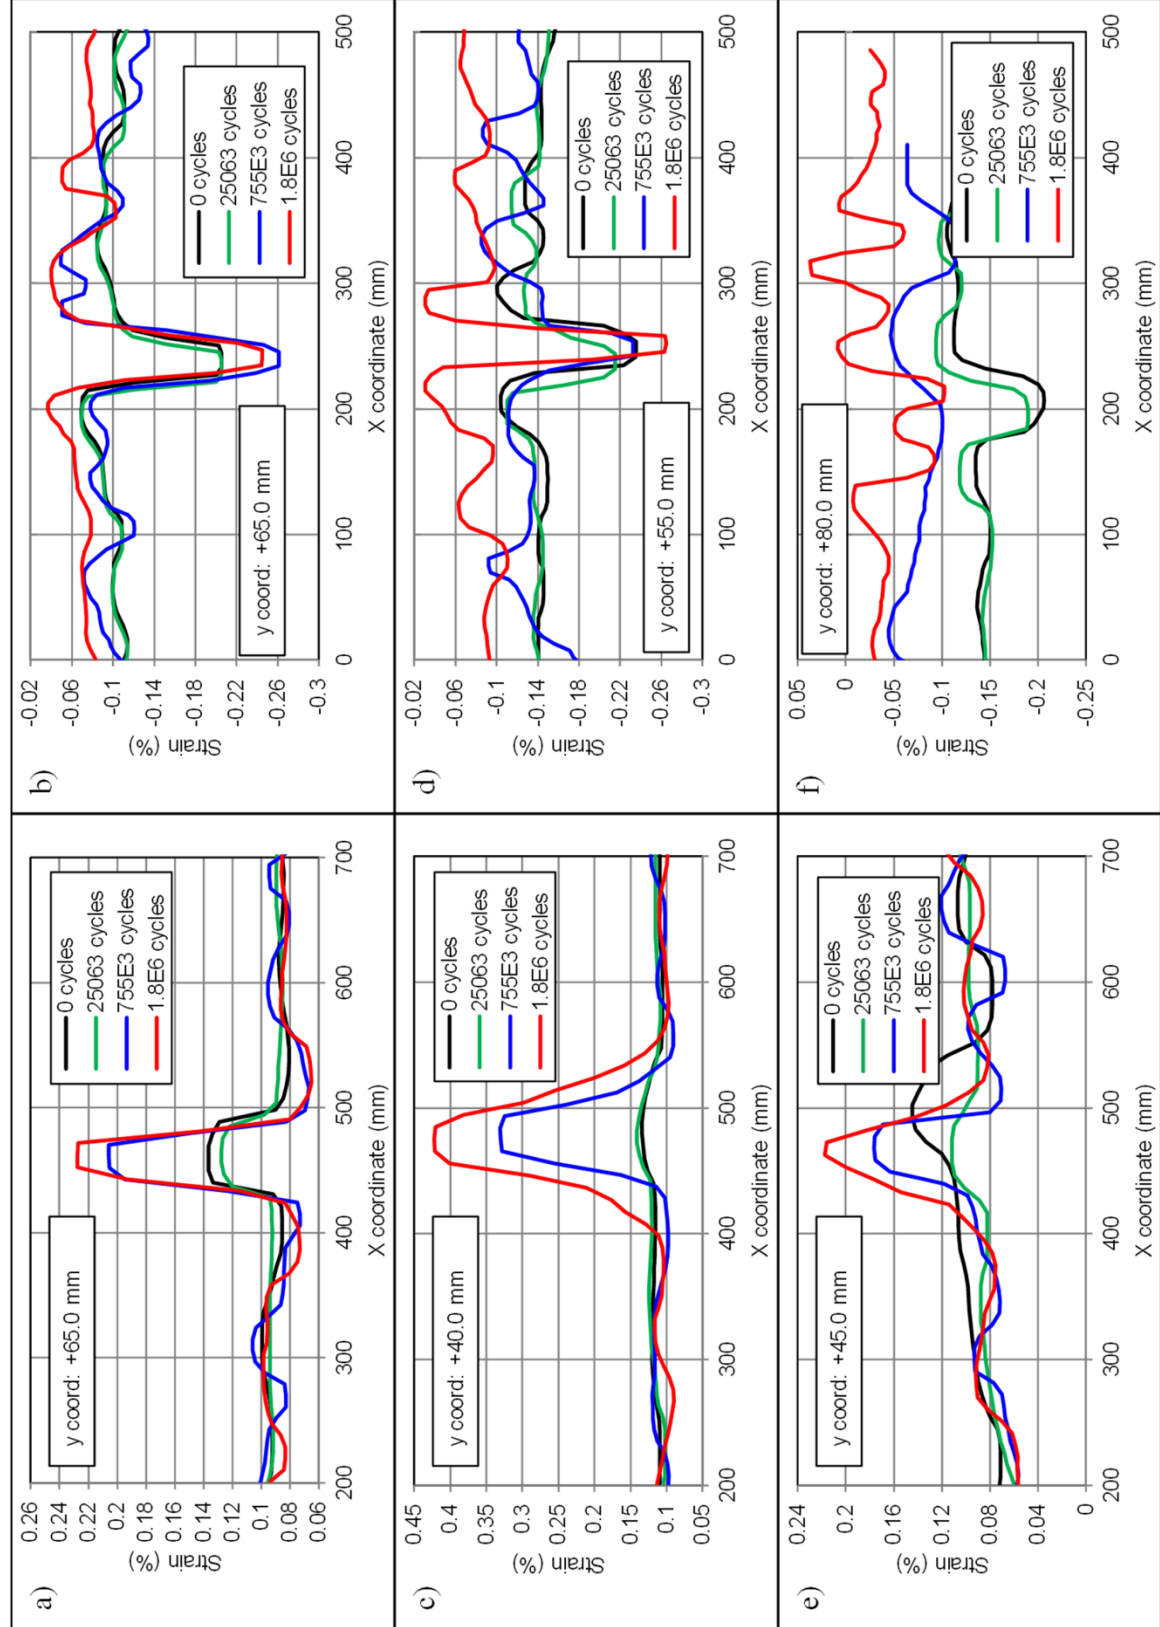 a)
0.26
0.24
0.22
0.2
0.18
0.16
0.14
0.12
0.1
0.08
0.06
Strain (%)
200
300
400
500
600
700
X coordinate (mm)
y coord: +65.0 mm
0 cycles
25063 cycles
755E3 cycles
1.8E6 cycles
b)
-0.02
-0.06
-0.1
-0.14
-0.18
-0.22
-0.26
-0.3
Strain (%)
0
100
200
300
400
500
X coordinate (mm)
y coord: +65.0 mm
0 cycles
25063 cycles
755E3 cycles
1.8E6 cycles
c)
0.45
0.4
0.35
0.3
0.25
0.2
0.15
0.1
0.05
Strain (%)
200
300
400
500
600
700
X coordinate (mm)
y coord: +40.0 mm
0 cycles
25063 cycles
755E3 cycles
1.8E6 cycles
d)
-0.02
-0.06
-0.1
-0.14
-0.18
-0.22
-0.26
-0.3
Strain (%)
0
100
200
300
400
500
X coordinate (mm)
y coord: +55.0 mm
0 cycles
25063 cycles
755E3 cycles
1.8E6 cycles
e)
0.24
0.2
0.16
0.12
0.08
0.04
0
Strain (%)
200
300
400
500
600
700
X coordinate (mm)
y coord: +45.0 mm
0 cycles
25063 cycles
755E3 cycles
1.8E6 cycles
f)
0.05
0
-0.05
-0.1
-0.15
-0.2
-0.25
Strain (%)
0
100
200
300
400
500
X coordinate (mm)
y coord: +80.0 mm
0 cycles
25063 cycles
755E3 cycles
1.8E6 cycles